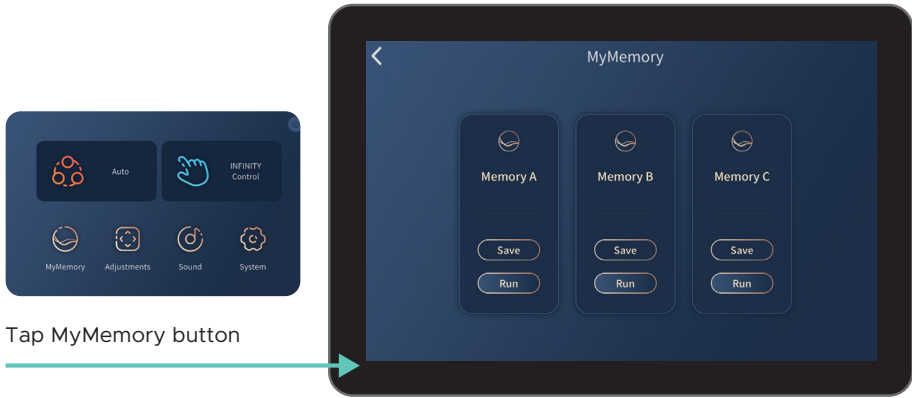 MyMemory
Auto
INFINITY
Control
MyMemory Adjustments Sound System
Tap MyMemory button
Memory A Memory B Memory C
Save Save Save
Run Run Run